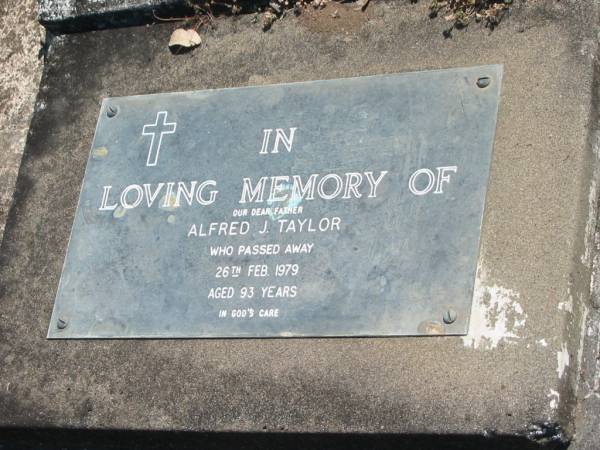 IN
LOVING MEMORY OF
OUR DEAR FATHER
ALFRED J. TAYLOR
WHO PASSED AWAY
26TH FEB. 1979
AGED 93 YEARS
IN GOD'S CARE